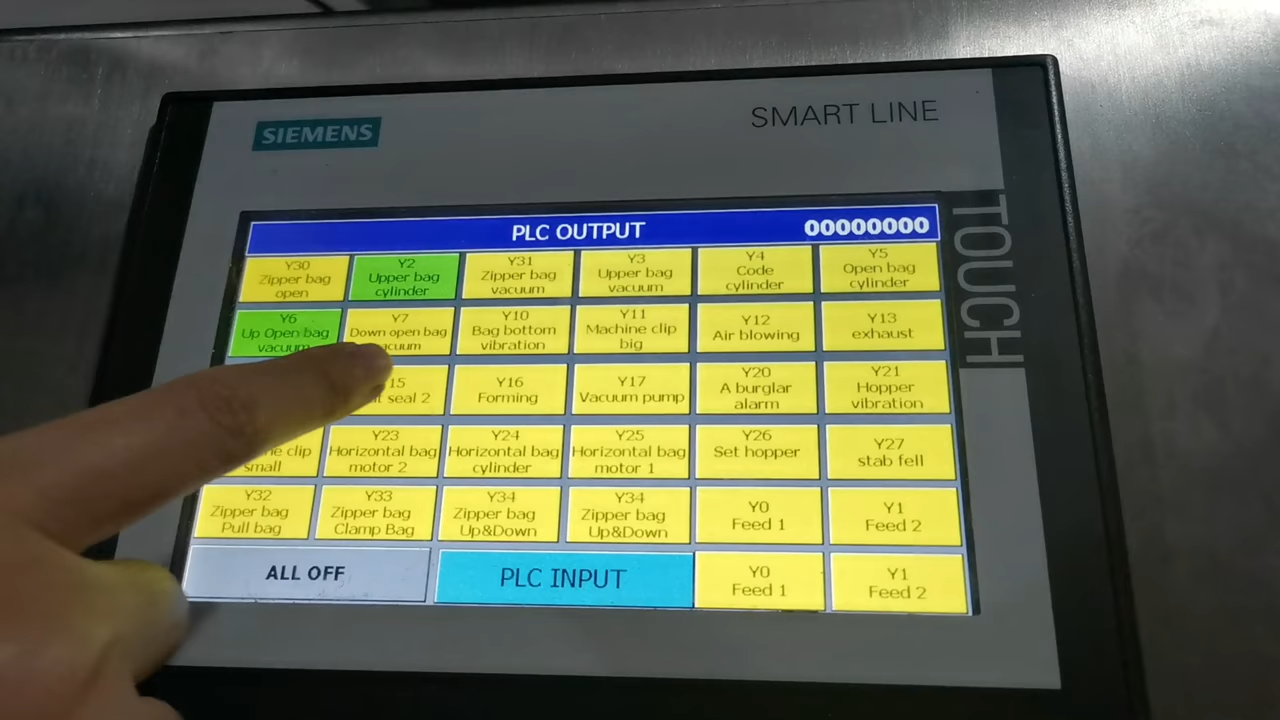 SIEMENS
SMART LINE
TOUCH
PLC OUTPUT 00000000
Y30
Zipper bag
open
Y2
Upper bag
cylinder
Y31
Zipper bag
vacuum
Y3
Upper bag
vacuum
Y4
Code
cylinder
Y5
Open bag
cylinder
Y6
Up Open bag
vacuum
Y7
Down open bag
Y10
Bag bottom
vibration
Y11
Machine clip
big
Y12
Air blowing
Y13
exhaust
seal 2
Y16
Forming
Y17
Vacuum pump
Y20
A burglar
alarm
Y21
Hopper
vibration
clip
small
Y23
Horizontal bag
motor 2
Y24
Horizontal bag
cylinder
Y25
Horizontal bag
motor 1
Y26
Set hopper
Y27
stab fell
Y32
Zipper bag
Pull bag
Y33
Zipper bag
Clamp Bag
Y34
Zipper bag
Up&Down
Y34
Zipper bag
Up&Down
Y0
Feed 1
Y1
Feed 2
ALL OFF
PLC INPUT
Y0
Feed 1
Y1
Feed 2